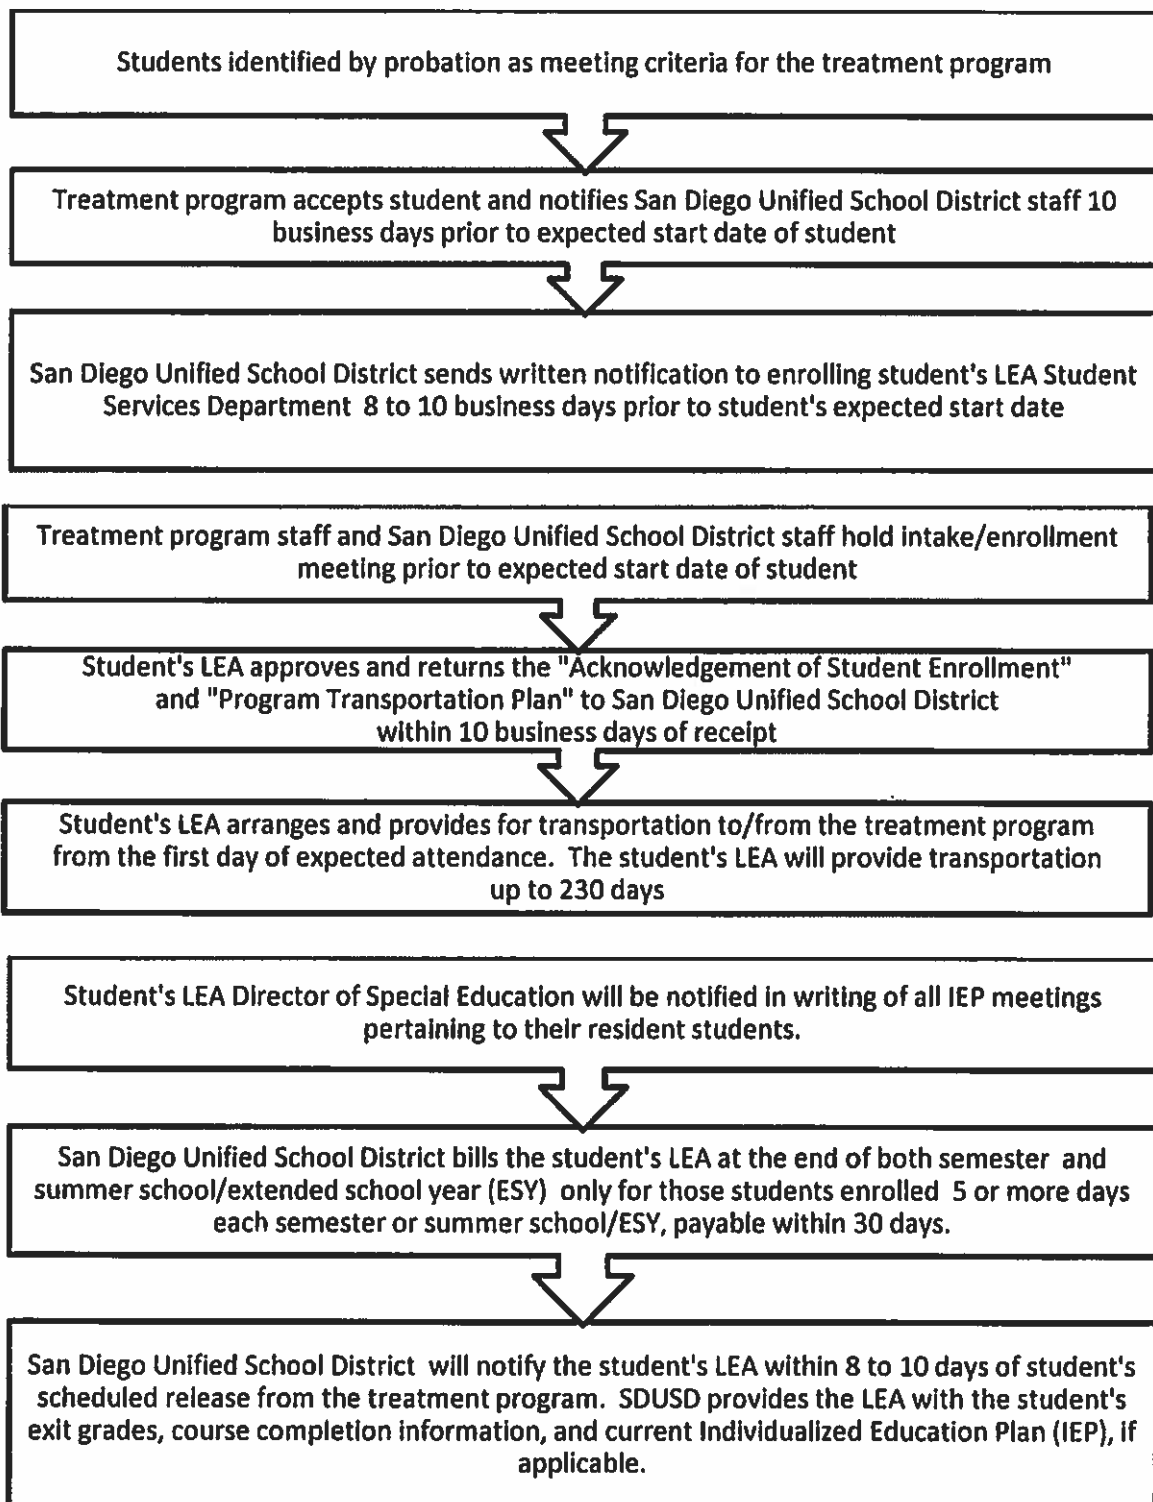 Students identified by probation as meeting criteria for the treatment program
Treatment program accepts student and notifies San Diego Unified School District staff 10
business days prior to expected start date of student
San Diego Unified School District sends written notification to enrolling student's LEA Student
Services Department 8 to 10 business days prior to student's expected start date
Treatment program staff and San Diego Unified School District staff hold intake/enrollment
meeting prior to expected start date of student
Student's LEA approves and returns the "Acknowledgement of Student Enrollment"
and "Program Transportation Plan" to San Diego Unified School District
within 10 business days of receipt
Student's LEA arranges and provides for transportation to/from the treatment program
from the first day of expected attendance. The student's LEA will provide transportation
up to 230 days
Student's LEA Director of Special Education will be notified in writing of all IEP meetings
pertaining to their resident students.
San Diego Unified School District bills the student's LEA at the end of both semester and
summer school/extended school year (ESY) only for those students enrolled 5 or more days
each semester or summer school/ESY, payable within 30 days.
San Diego Unified School District will notify the student's LEA within 8 to 10 days of student's
scheduled release from the treatment program. SDUSD provides the LEA with the student's
exit grades, course completion information, and current Individualized Education Plan (IEP), if
applicable.